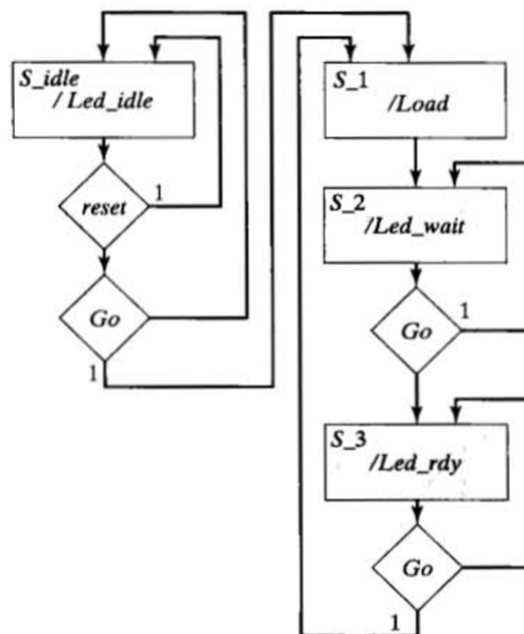 S_idle
/ Led_idle
reset
1
Go
1
S_1
/Load
S_2
/Led_wait
Go
1
S_3
/Led_rdy
Go
1